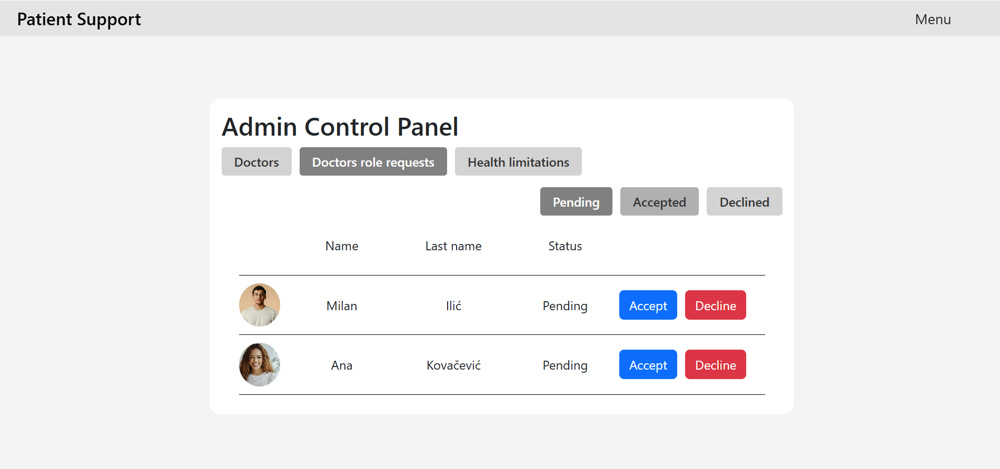 Patient Support Menu
Admin Control Panel
Doctors Doctors role requests Health limitations
Pending Accepted Declined
Name Last name Status
Milan Ilić Pending Accept Decline
Ana Kovačević Pending Accept Decline